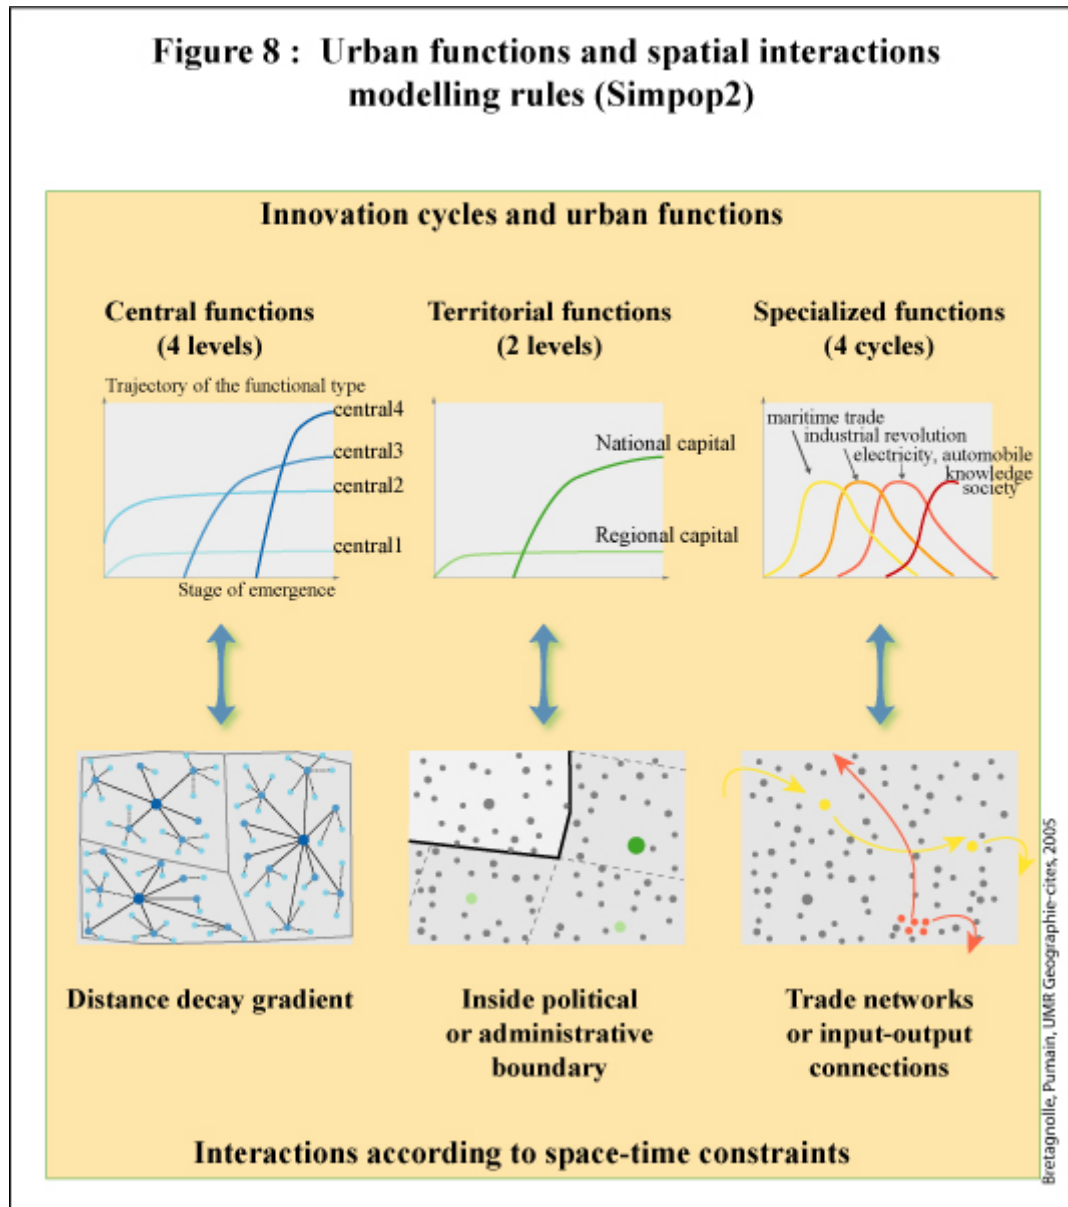 Figure 8 : Urban functions and spatial interactions
modelling rules (Simpop2)
Innovation cycles and urban functions
Central functions
(4 levels)
Trajectory of the functional type
central4
central3
central2
central1
Stage of emergence
Territorial functions
(2 levels)
National capital
Regional capital
Specialized functions
(4 cycles)
maritime trade
industrial revolution
electricity, automobile
knowledge
society
Distance decay gradient
Inside political
or administrative
boundary
Trade networks
or input-output
connections
Interactions according to space-time constraints
Bretagnolle, Pumain, UMR Geographie-cites, 2005